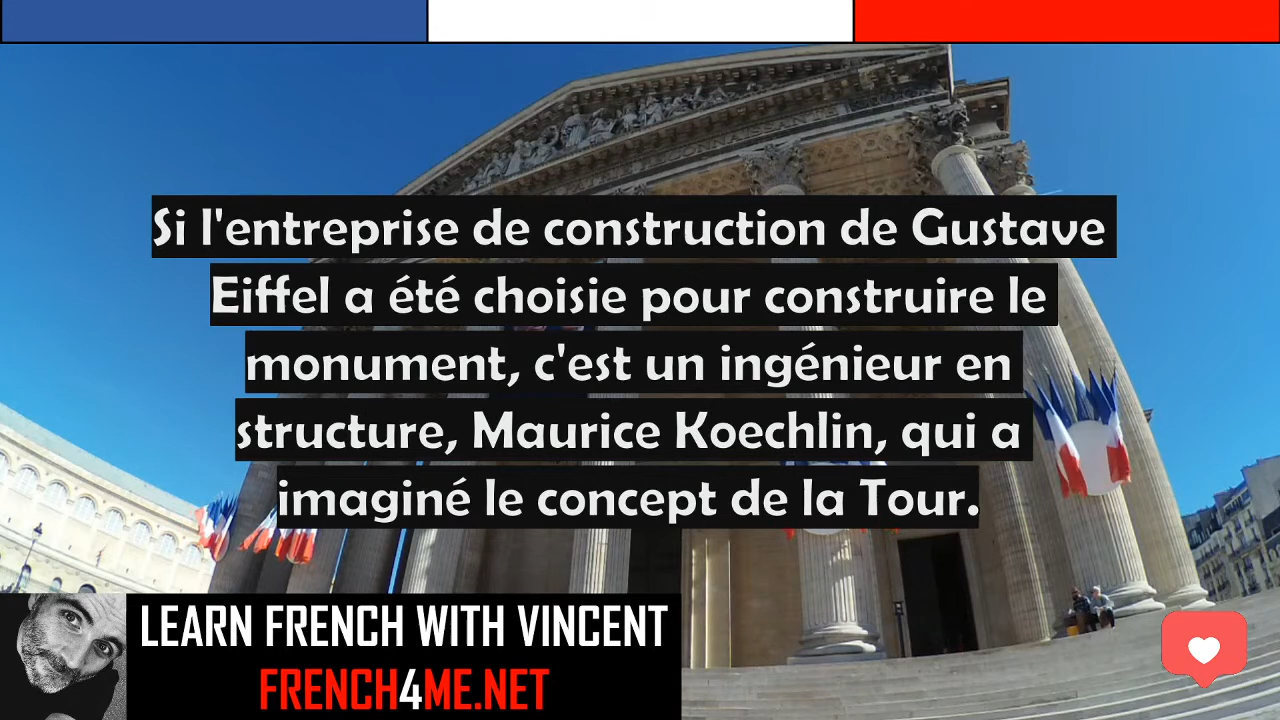 Si l'entreprise de construction de Gustave
Eiffel a été choisie pour construire le
monument, c'est un ingénieur en
structure, Maurice Koechlin, qui a
imaginé le concept de la Tour.
LEARN FRENCH WITH VINCENT
FRENCH4ME.NET